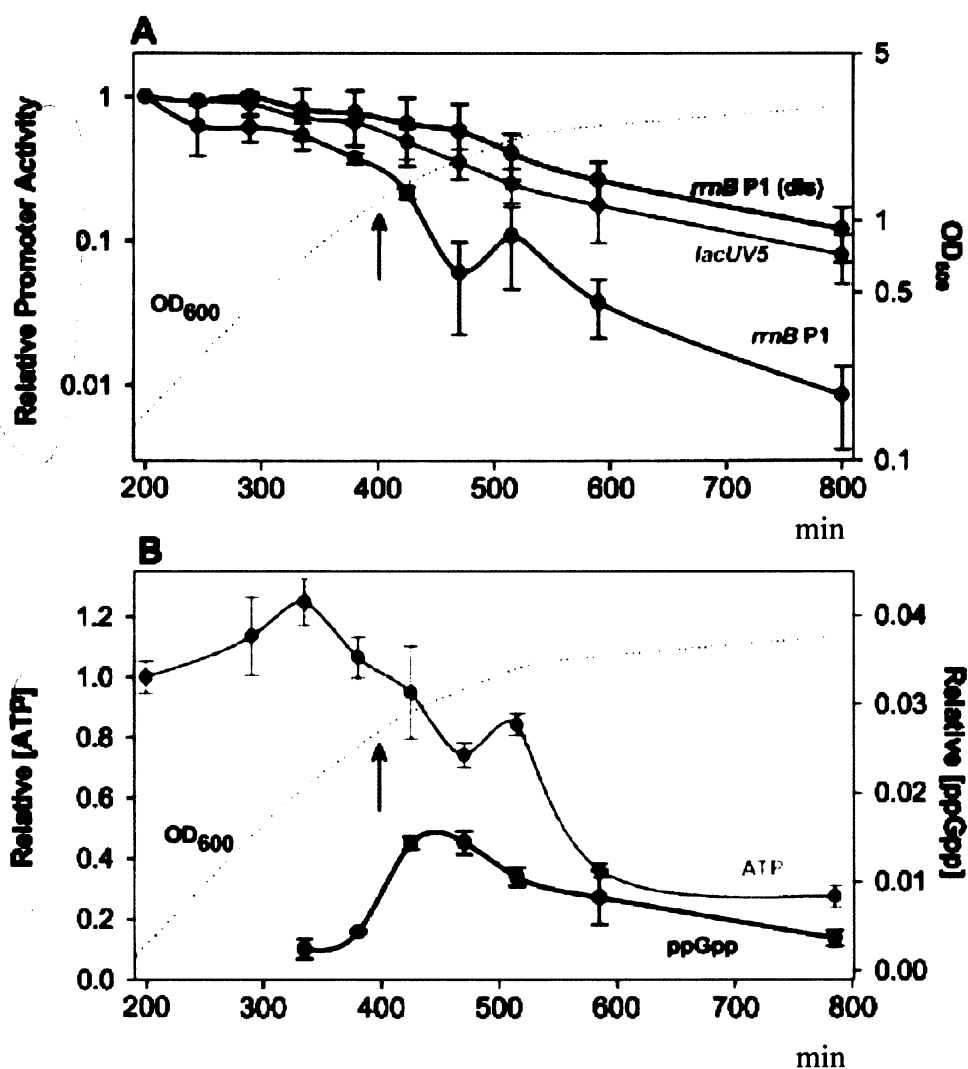 A
Relative Promoter Activity
1
0.1
0.01
5
1
0.5
0.1
OD600
OD600
rrnB P1 (dis)
lacUV5
rrnB P1
200 300 400 500 600 700 800
min
B
Relative [ATP]
1.2
1.0
0.8
0.6
0.4
0.2
0.0
0.04
0.03
0.02
0.01
0.00
Relative [ppGpp]
OD600
ATP
ppGpp
200 300 400 500 600 700 800
min